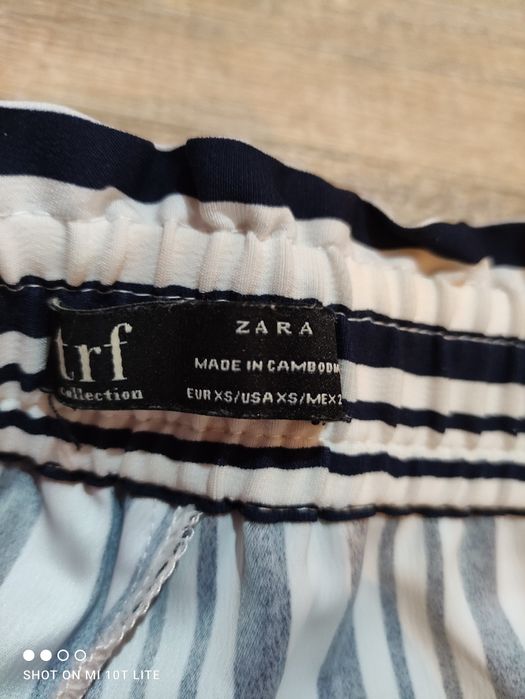 trf
Collection
ZARA
MADE IN CAMBODIA
EUR XS/USA XS/MEX 2
SHOT ON MI 10T LITE